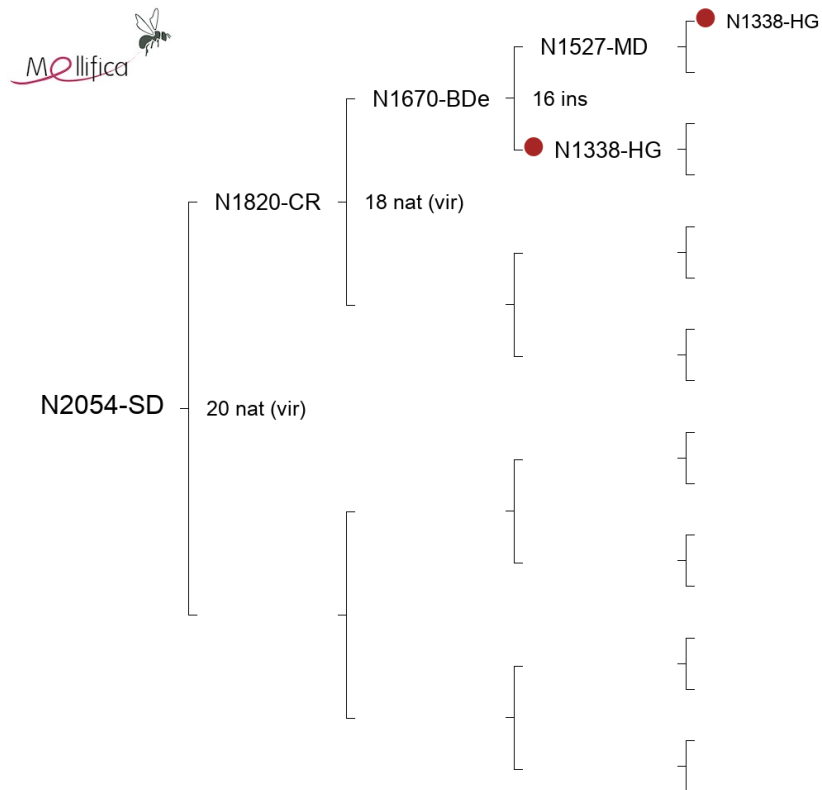 Mellifica
N1338-HG
N1527-MD
N1670-BDe
16 ins
N1338-HG
N1820-CR
18 nat (vir)
N2054-SD
20 nat (vir)